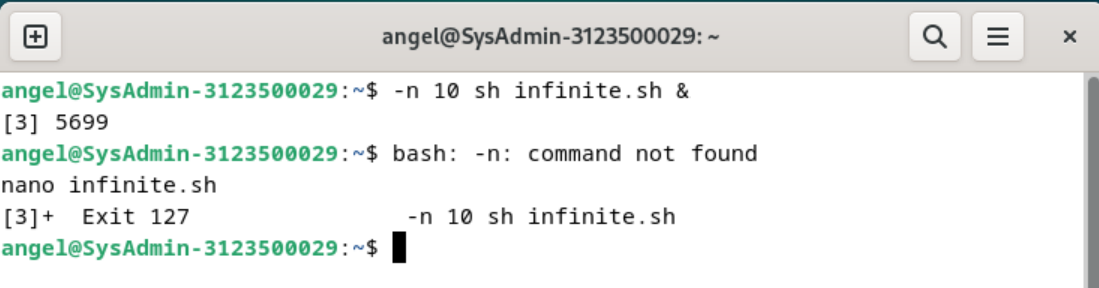 angel@SysAdmin-3123500029: ~
angel@SysAdmin-3123500029:~$ -n 10 sh infinite.sh &
[3] 5699
angel@SysAdmin-3123500029:~$ bash: -n: command not found
nano infinite.sh
[3]+  Exit 127                -n 10 sh infinite.sh
angel@SysAdmin-3123500029:~$